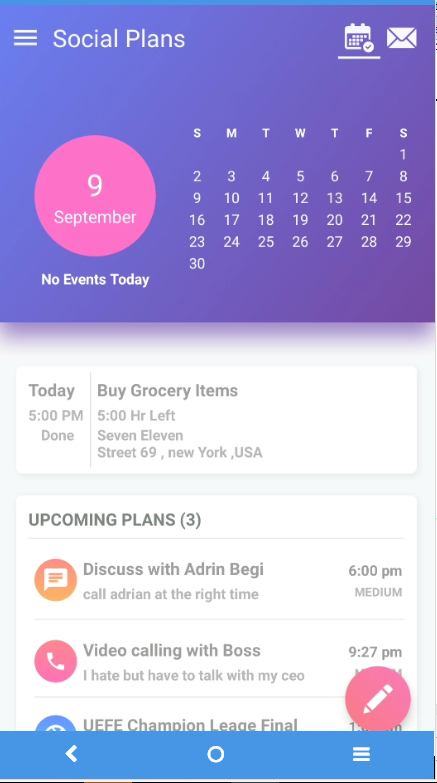 Social Plans
S M T W T F S
1
2 3 4 5 6 7 8
9 10 11 12 13 14 15
16 17 18 19 20 21 22
23 24 25 26 27 28 29
30
9
September
No Events Today
Today
5:00 PM
Done
Buy Grocery Items
5:00 Hr Left
Seven Eleven
Street 69 , new York ,USA
UPCOMING PLANS (3)
Discuss with Adrin Begi
6:00 pm
call adrian at the right time
MEDIUM
Video calling with Boss
9:27 pm
I hate but have to talk with my ceo
UEFE Champion Leage Final